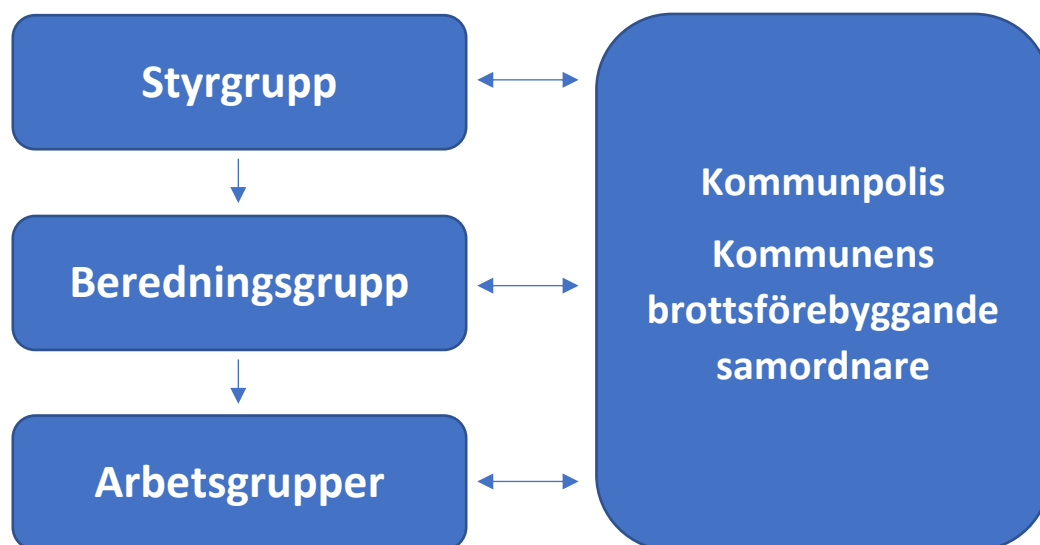 Styrgrupp
Beredningsgrupp
Arbetsgrupper
Kommunpolis
Kommunens
brottsförebyggande
samordnare